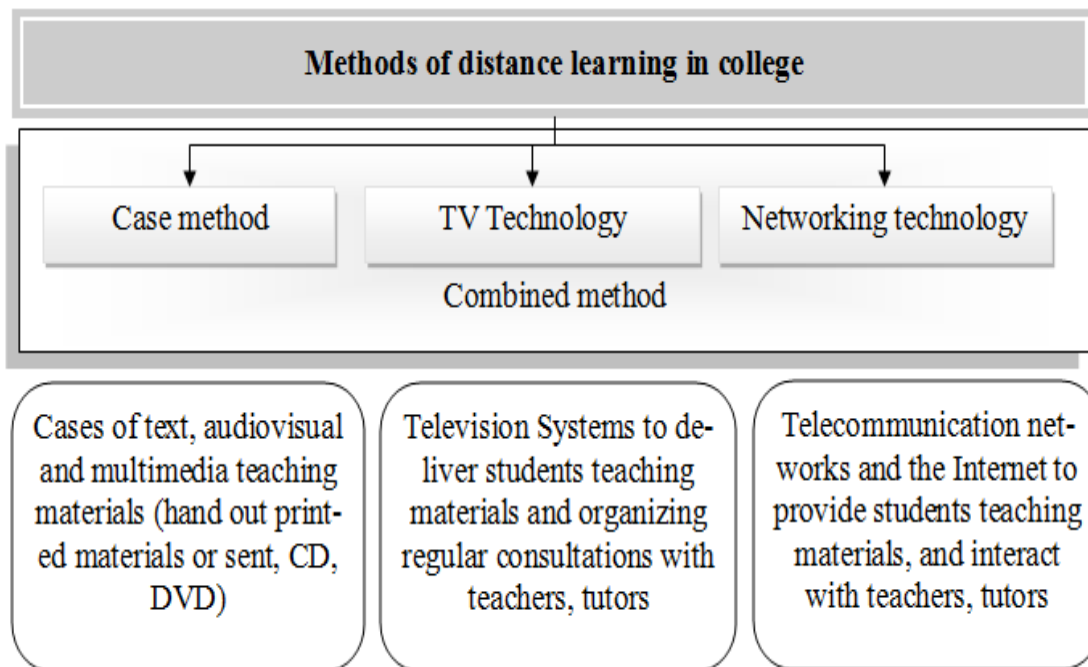 Methods of distance learning in college
Case method
TV Technology
Networking technology
Combined method
Cases of text, audiovisual
and multimedia teaching
materials (hand out print-
ed materials or sent, CD,
DVD)
Television Systems to de-
liver students teaching
materials and organizing
regular consultations with
teachers, tutors
Telecommunication net-
works and the Internet to
provide students teaching
materials, and interact
with teachers, tutors